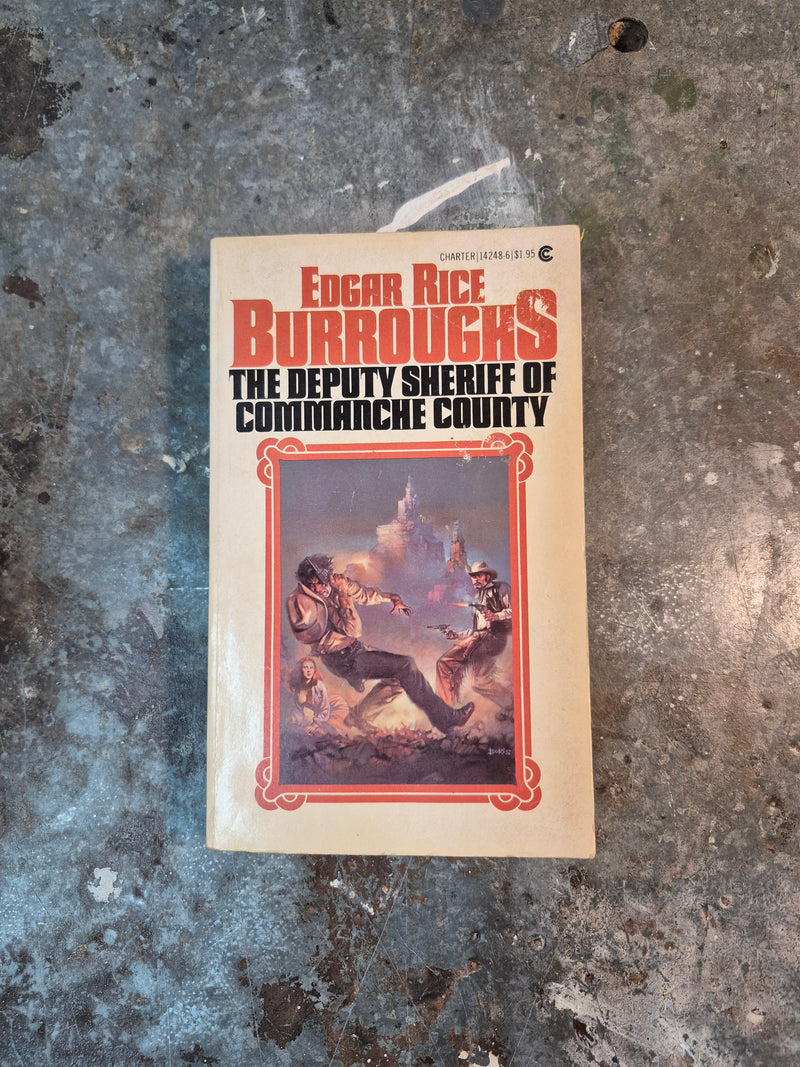 CHARTER|14248-6|$1.95
EDGAR RICE
BURROUGHS
THE DEPUTY SHERIFF OF
COMMANCHE COUNTY